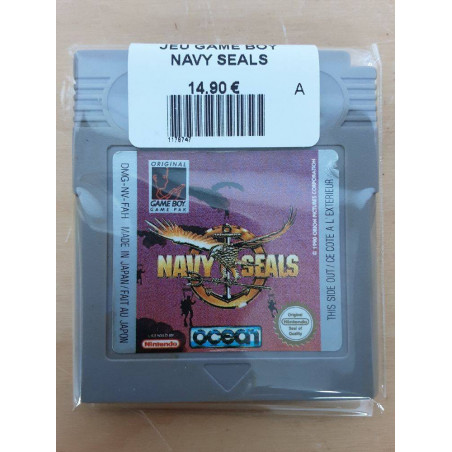 JEU GAME BOY
NAVY SEALS
14.90 €
A
1178747
ORIGINAL
Nintendo
GAME BOY
GAME PAK
DMG-NV-FAH MADE IN JAPAN/FAIT AU JAPON
NAVY SEALS
© 1990 ORION PICTURES CORPORATION
THIS SIDE OUT/CE COTE A L'EXTERIEUR
Nintendo
ocean
Original
Nintendo
Seal of
Quality